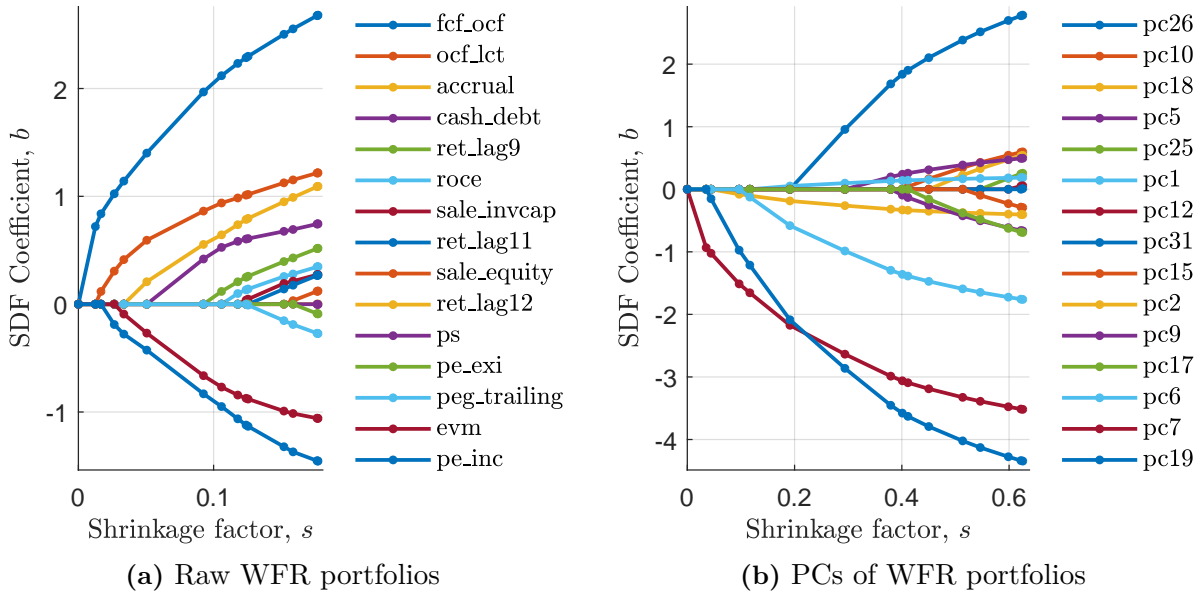 2
1
0
-1
SDF Coefficient, b
0
0.1
Shrinkage factor, s
fcf_ocf
ocf_lct
accrual
cash_debt
ret_lag9
roce
sale_invcap
ret_lag11
sale_equity
ret_lag12
ps
pe_exi
peg_trailing
evm
pe_inc
(a) Raw WFR portfolios
2
1
0
-1
-2
-3
-4
SDF Coefficient, b
0
0.2
0.4
0.6
Shrinkage factor, s
pc26
pc10
pc18
pc5
pc25
pc1
pc12
pc31
pc15
pc2
pc9
pc17
pc6
pc7
pc19
(b) PCs of WFR portfolios